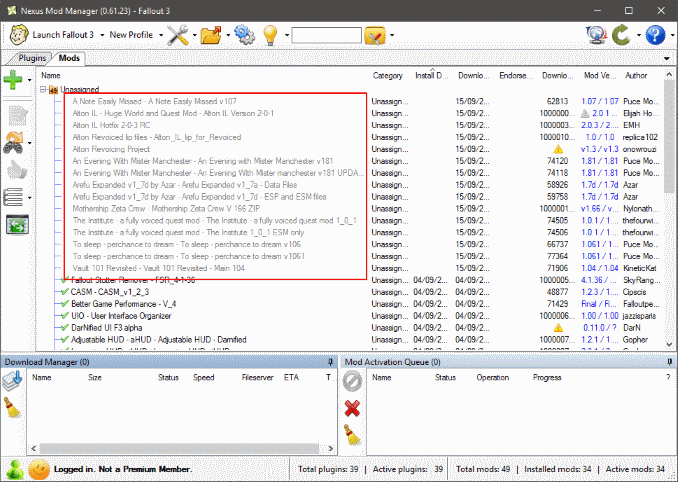 Nexus Mod Manager (0.61.23) - Fallout 3
Launch Fallout 3 New Profile
Plugins Mods
Name Category Install D... Downlo... Endorse... Downlo... Mod Ve... Author
Unassigned
A Note Easily Missed - A Note Easily Missed v107 Unassign... 15/09/2... 62813 1.07 / 1.07 Puce Mo...
Alton IL - Huge World and Quest Mod - Alton IL Version 2-0-1 Unassign... 15/09/2... 1000000... 2.0.1 ... Elijah Ho...
Alton IL Hotfix 2-0-3 RC Unassign... 15/09/2... 1000003... 2.0.3 / 2.... EMH
Alton Revoiced lip files - Alton_IL_lip_for_Revoiced Unassign... 15/09/2... 1000001... 1.0 / 1.0 replica102
Alton Revoicing Project Unassign... 15/09/2... v1.3 / v1.3 onowrouzi
An Evening With Mister Manchester - An Evening with Mister Manchester v181 Unassign... 15/09/2... 74120 1.81 / 1.81 Puce Mo...
An Evening With Mister Manchester - An Evening With Mister Manchester v181 UPDA... Unassign... 15/09/2... 74118 1.81 / 1.81 Puce Mo...
Arefu Expanded v1_7d by Azar - Arefu Expanded v1_7a - Data Files Unassign... 15/09/2... 58926 1.7d / 1.7d Azar
Arefu Expanded v1_7d by Azar - Arefu Expanded v1_7d - ESP and ESM files Unassign... 15/09/2... 59758 1.7d / 1.7d Azar
Mothership Zeta Crew - Mothership Zeta Crew V 166 ZIP Unassign... 15/09/2... 1000001... v1.66 / v... Nylonath...
The Institute - a fully voiced quest mod - The Institute - a fully voiced quest mod 1_0_1 Unassign... 15/09/2... 74505 1.0.1 / 1... thefourwi...
The Institute - a fully voiced quest mod - The Institute 1_0_1 ESM only Unassign... 15/09/2... 74506 1.0.1 / 1... thefourwi...
To sleep - perchance to dream - To sleep - perchance to dream v106 Unassign... 15/09/2... 66737 1.061 / 1... Puce Mo...
To sleep - perchance to dream - To sleep - perchance to dream v1061 Unassign... 15/09/2... 77364 1.061 / 1... Puce Mo...
Vault 101 Revisited - Vault 101 Revisited - Main 104 Unassign... 15/09/2... 71906 1.04 / 1.04 KineticKat
Fallout Stutter Remover - FSR_4-1-36 Unassign... 04/09/2... 04/09/2... 1000005... 4.1.36 / ... SkyRang...
CASM - CASM_v1_2_3 Unassign... 04/09/2... 04/09/2... 48877 1.2.3 / 1... Cipscis
Better Game Performance - V_4 Unassign... 04/09/2... 04/09/2... 71429 Final / Fi... Falloutpe...
UIO - User Interface Organizer Unassign... 04/09/2... 04/09/2... 1000006... 1.00 / 1.00 jazzisparis
DarNified UI F3 alpha Unassign... 04/09/2... 04/09/2... 0.11.0 / ? DarN
Adjustable HUD - aHUD - Adjustable HUD - Darnified Unassign... 04/09/2... 04/09/2... 1000007... 1.2.1 / 1... Gopher
Download Manager (0) Mod Activation Queue (0)
Name Size Status Speed Fileserver ETA T... Name Status Operation Progress ?
Logged in. Not a Premium Member. Total plugins: 39 | Active plugins: 39 Total mods: 49 | Installed mods: 34 | Active mods: 34